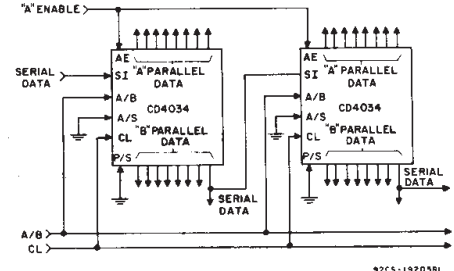 "A" ENABLE
AE
SERIAL DATA
SI
"A" PARALLEL DATA
A/B
CD4034
A/S
"B" PARALLEL DATA
CL
P/S
SERIAL DATA
AE
SI
"A" PARALLEL DATA
A/B
CD4034
A/S
"B" PARALLEL DATA
CL
P/S
SERIAL DATA
A/B
CL
92CS-19205R1